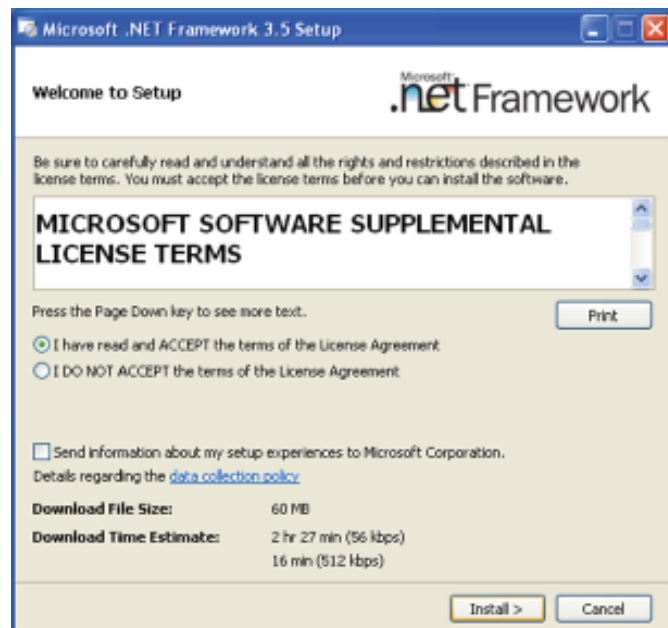 Microsoft .NET Framework 3.5 Setup
Welcome to Setup
Microsoft
.net Framework
Be sure to carefully read and understand all the rights and restrictions described in the
license terms. You must accept the license terms before you can install the software.
MICROSOFT SOFTWARE SUPPLEMENTAL
LICENSE TERMS
Press the Page Down key to see more text.
Print
I have read and ACCEPT the terms of the License Agreement
I DO NOT ACCEPT the terms of the License Agreement
Send information about my setup experiences to Microsoft Corporation.
Details regarding the data collection policy
Download File Size: 60 MB
Download Time Estimate: 2 hr 27 min (56 kbps)
16 min (512 kbps)
Install > Cancel